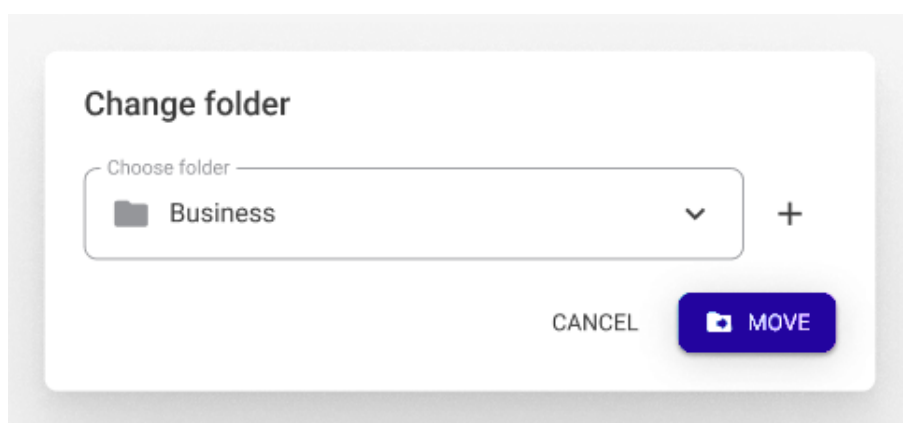 Change folder
Choose folder
Business
CANCEL
MOVE